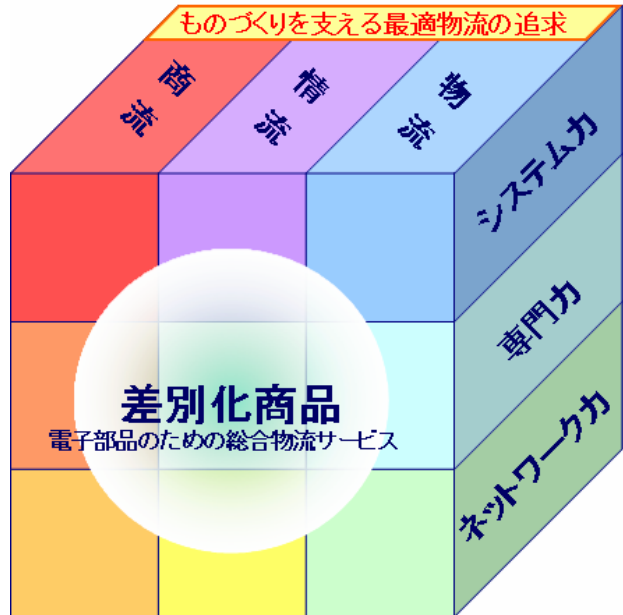 ものづくりを支える最適物流の追求
商流
情流
物流
システム力
専門力
ネットワーク力
差別化商品
電子部品のための総合物流サービス